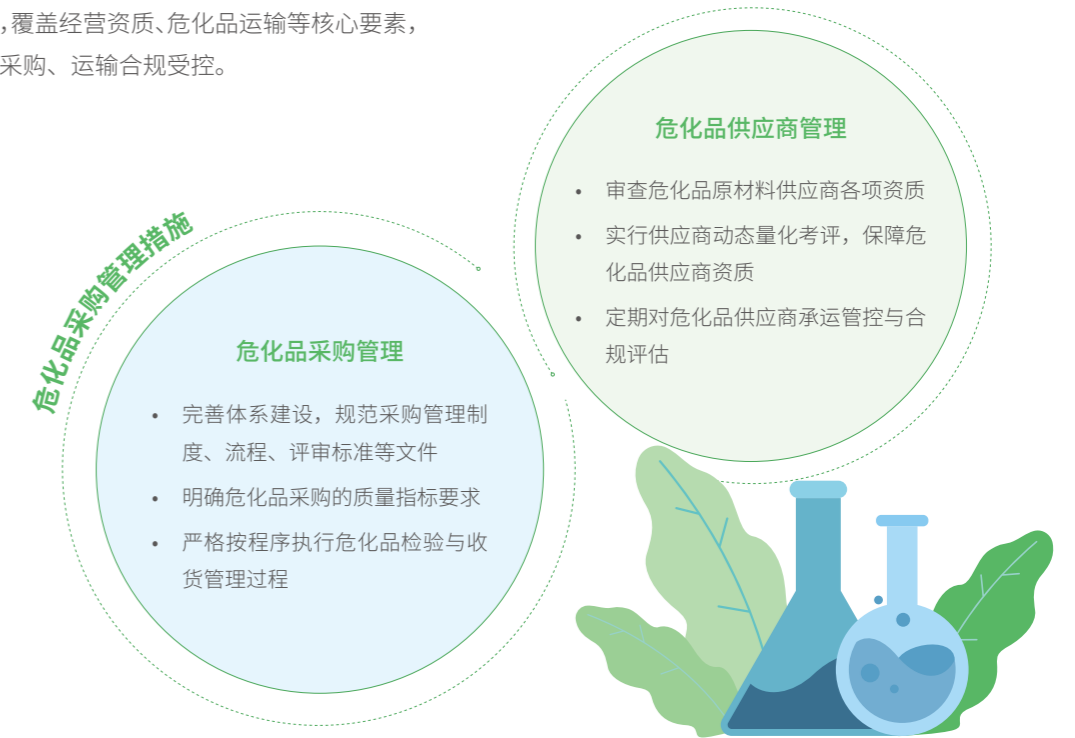 ,覆盖经营资质、危化品运输等核心要素，
采购、运输合规受控。
危化品采购管理措施
危化品供应商管理
• 审查危化品原材料供应商各项资质
• 实行供应商动态量化考评，保障危
化品供应商资质
• 定期对危化品供应商承运管控与合
规评估
危化品采购管理
• 完善体系建设，规范采购管理制
度、流程、评审标准等文件
• 明确危化品采购的质量指标要求
• 严格按程序执行危化品检验与收
货管理过程